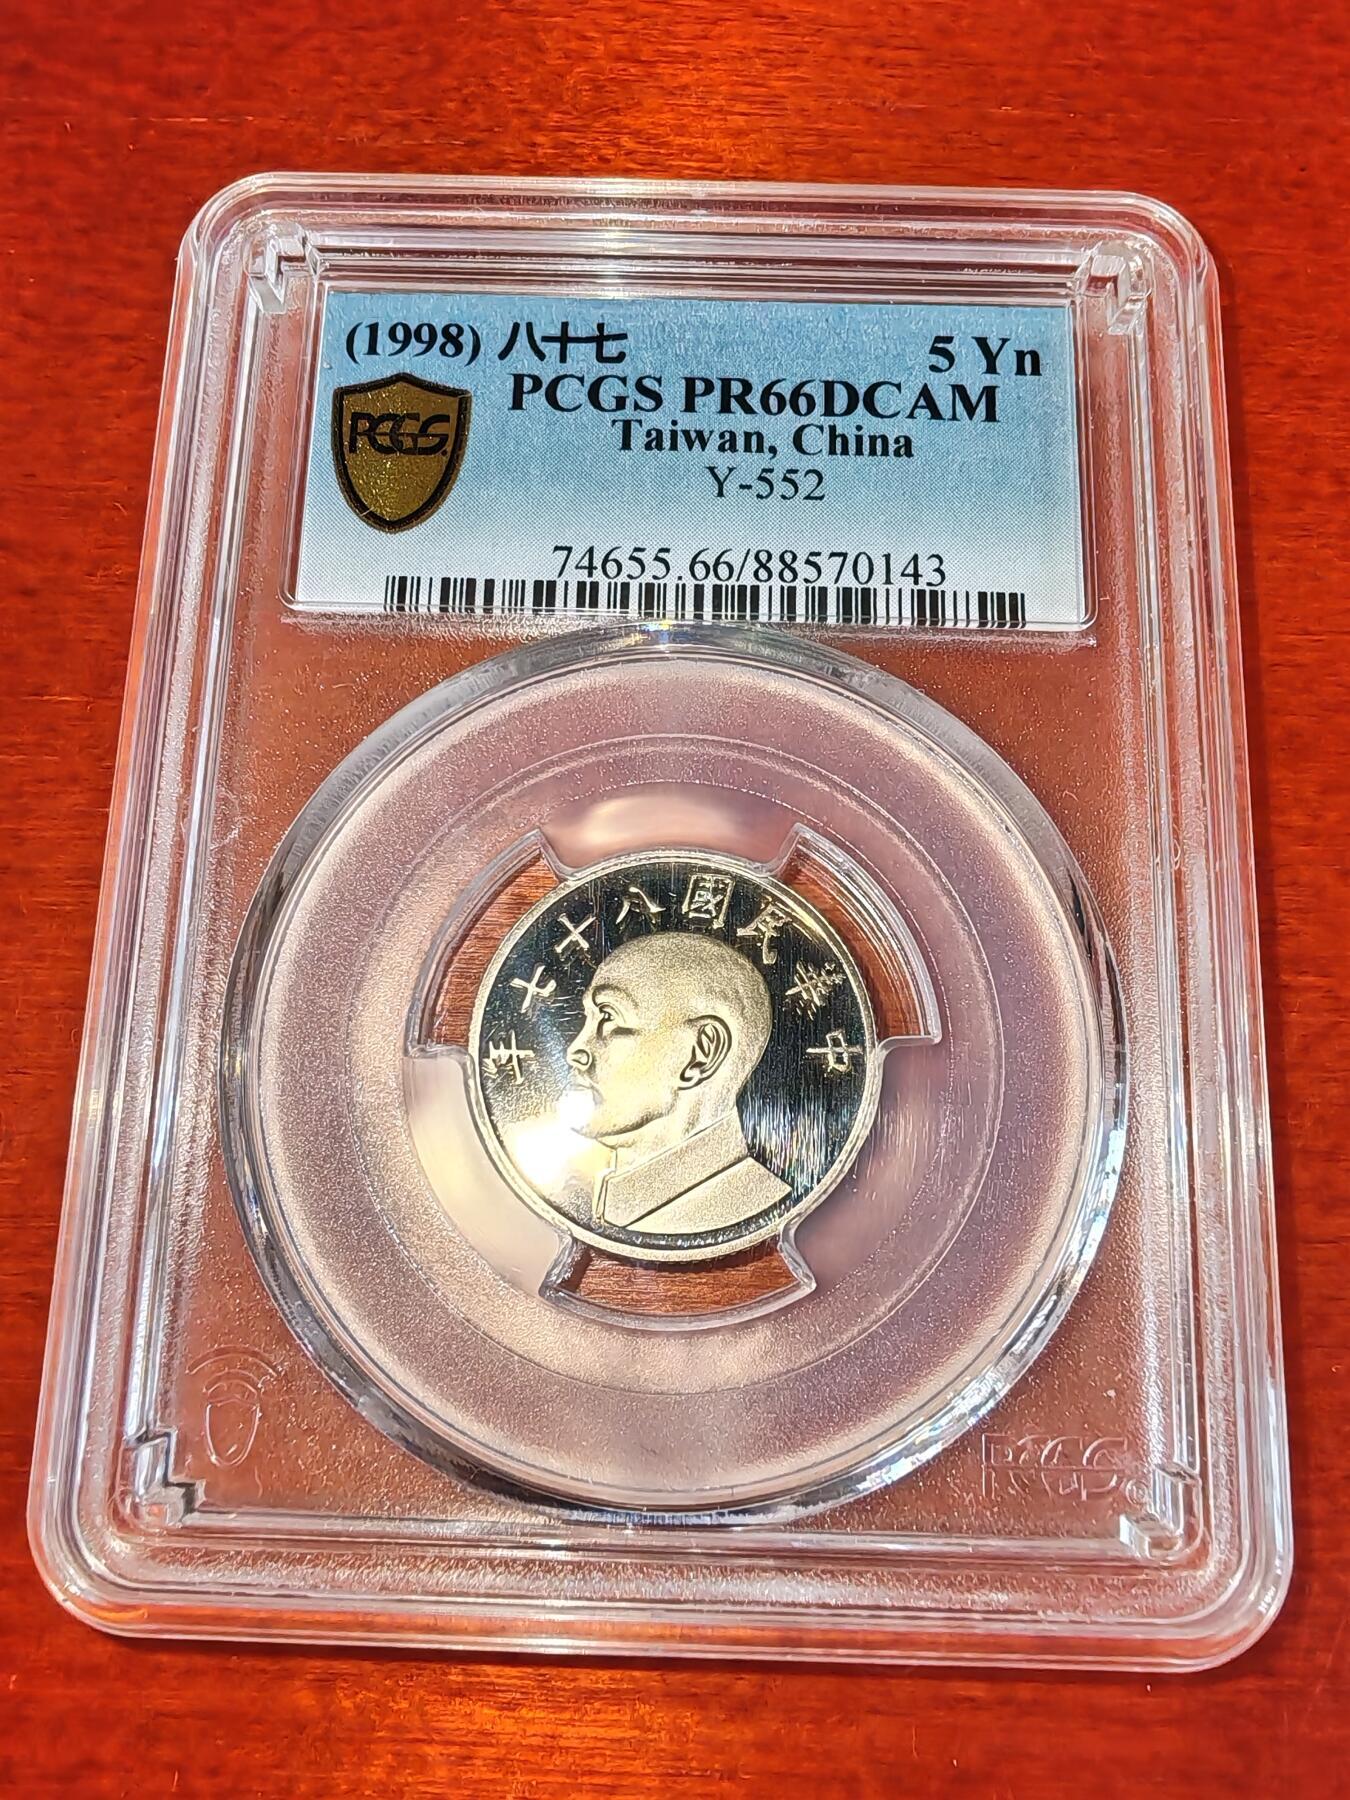 (1998) 八十七 5 Yn
PCGS PR66DCAM
PCGS
Taiwan, China
Y-552
74655.66/88570143
年七十八國民華中
PCGS